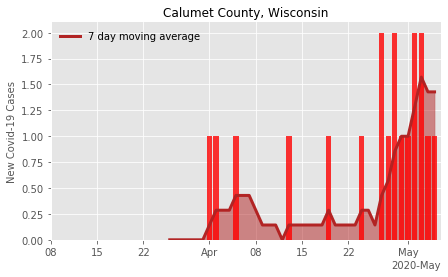 Calumet County, Wisconsin
7 day moving average
New Covid-19 Cases
2.00
1.75
1.50
1.25
1.00
0.75
0.50
0.25
0.00
08 15 22 Apr 08 15 22 May
2020-May